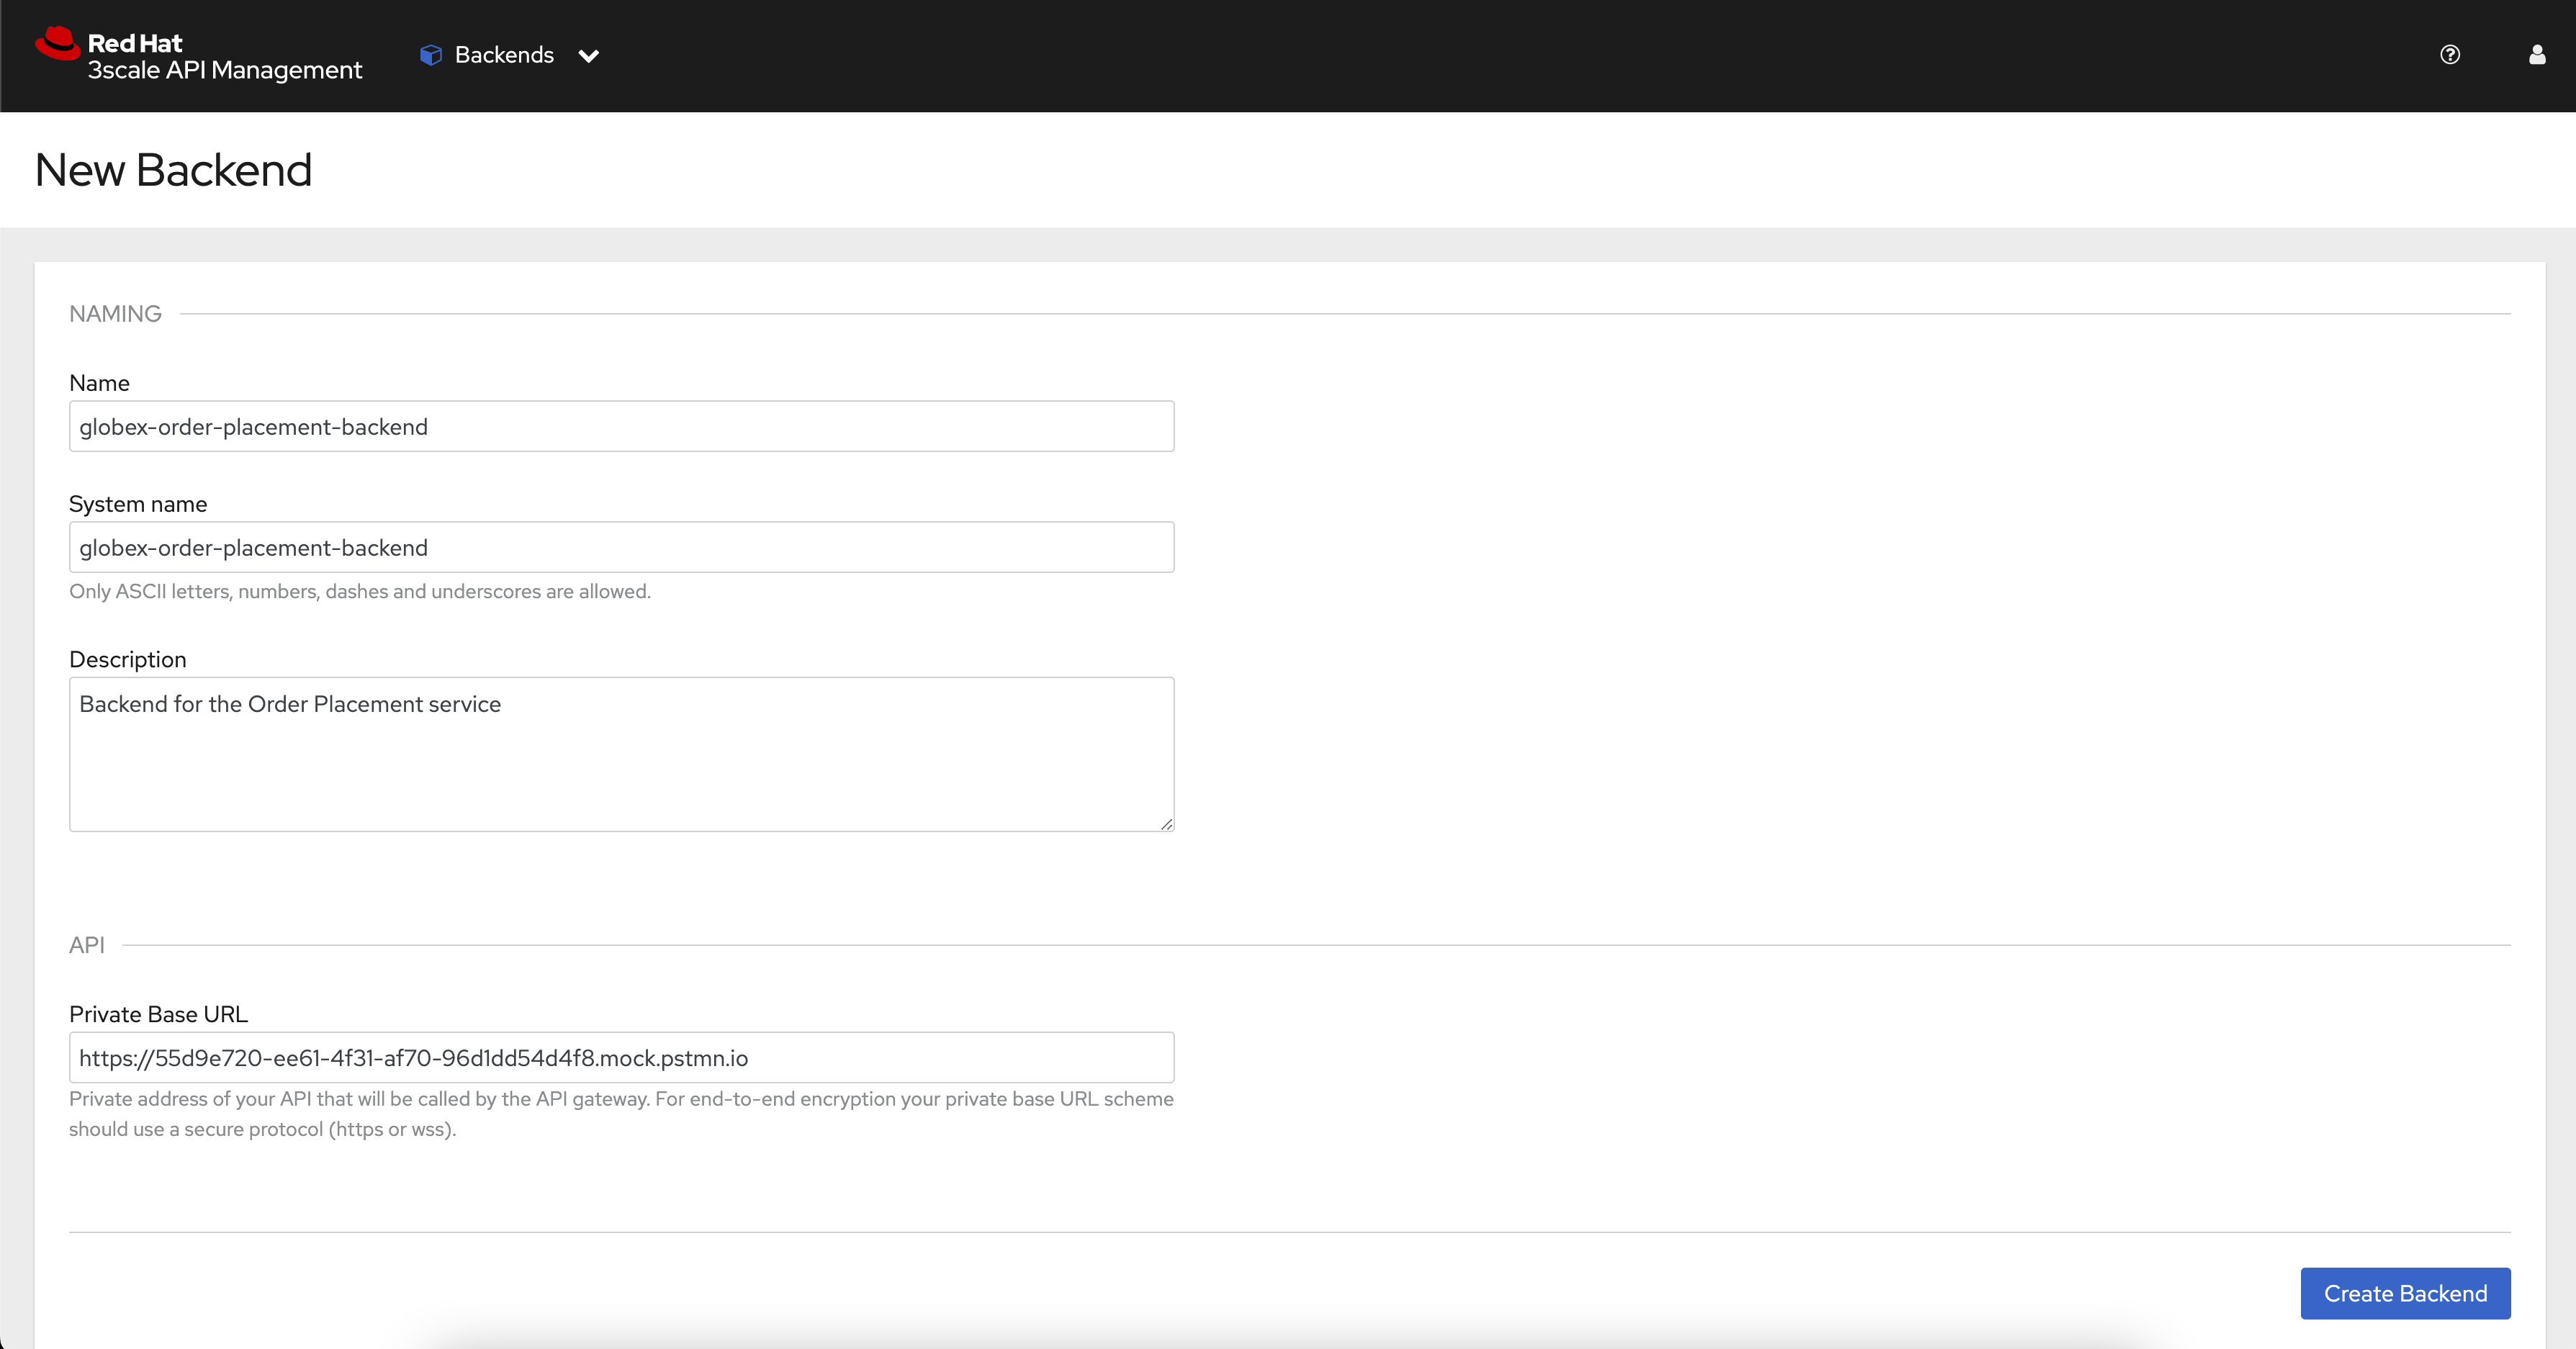 Red Hat
3scale API Management
Backends
New Backend
NAMING
Name
globex-order-placement-backend
System name
globex-order-placement-backend
Only ASCII letters, numbers, dashes and underscores are allowed.
Description
Backend for the Order Placement service
API
Private Base URL
https://55d9e720-ee61-4f31-af70-96d1dd54d4f8.mock.pstmn.io
Private address of your API that will be called by the API gateway. For end-to-end encryption your private base URL scheme
should use a secure protocol (https or wss).
Create Backend